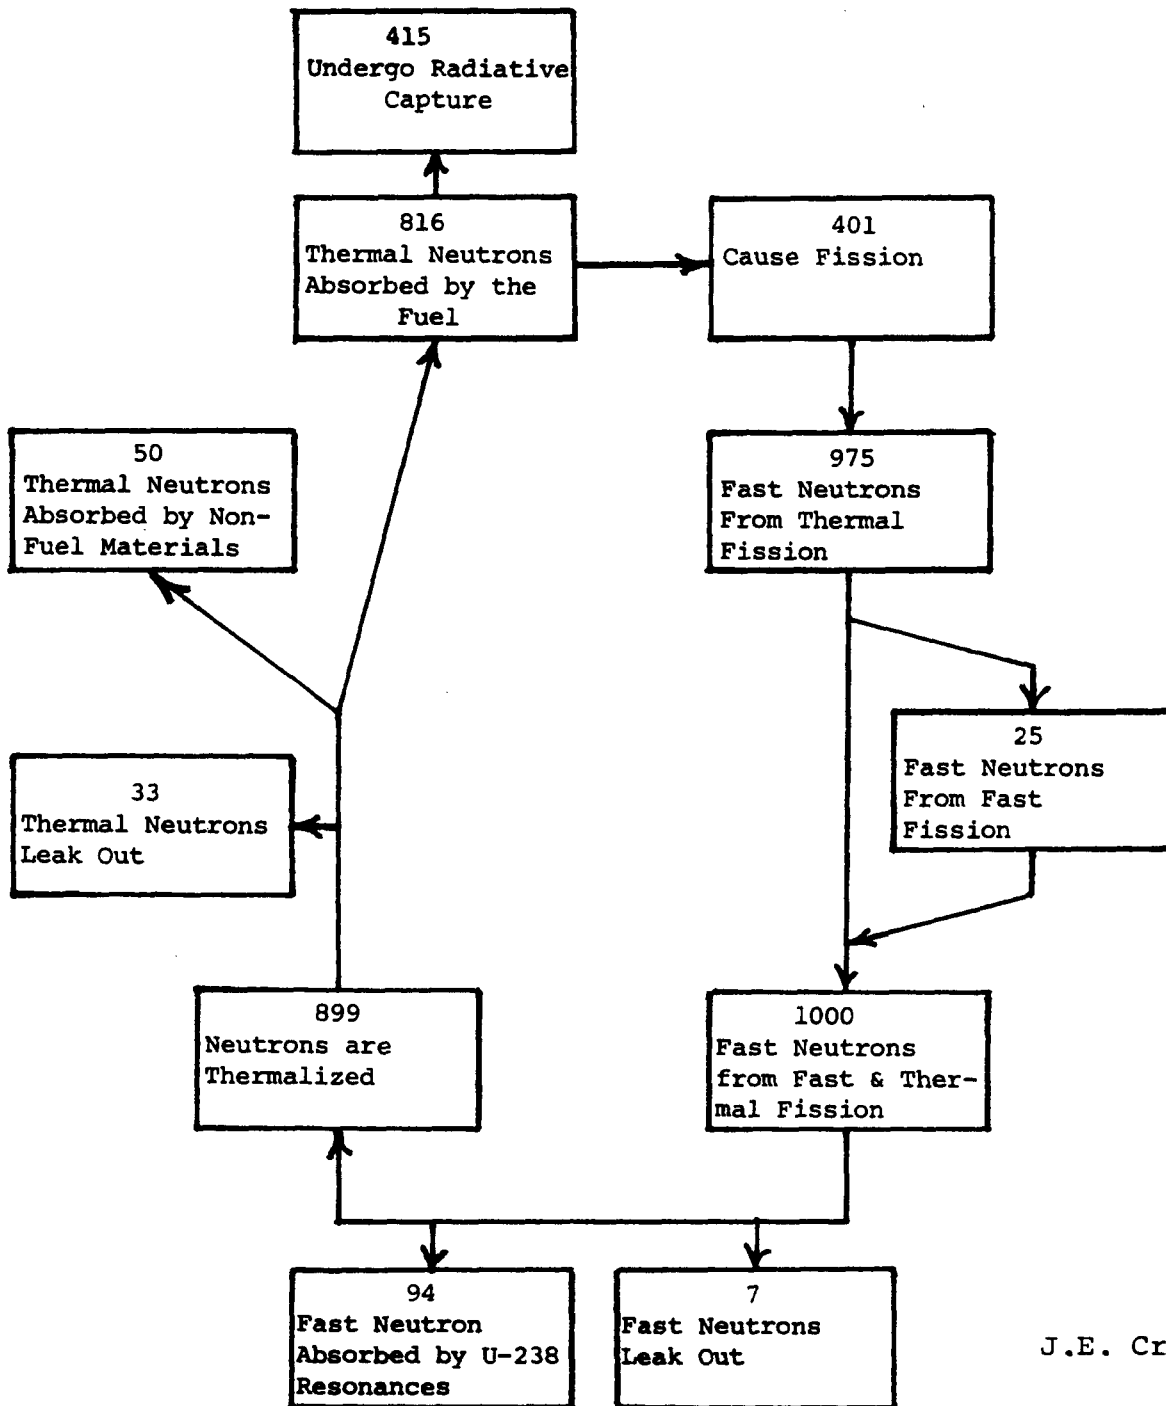 415
Undergo Radiative
Capture
816
Thermal Neutrons
Absorbed by the
Fuel
401
Cause Fission
50
Thermal Neutrons
Absorbed by Non-
Fuel Materials
975
Fast Neutrons
From Thermal
Fission
25
Fast Neutrons
From Fast
Fission
33
Thermal Neutrons
Leak Out
899
Neutrons are
Thermalized
1000
Fast Neutrons
from Fast & Ther-
mal Fission
94
Fast Neutron
Absorbed by U-238
Resonances
7
Fast Neutrons
Leak Out
J.E. Cr